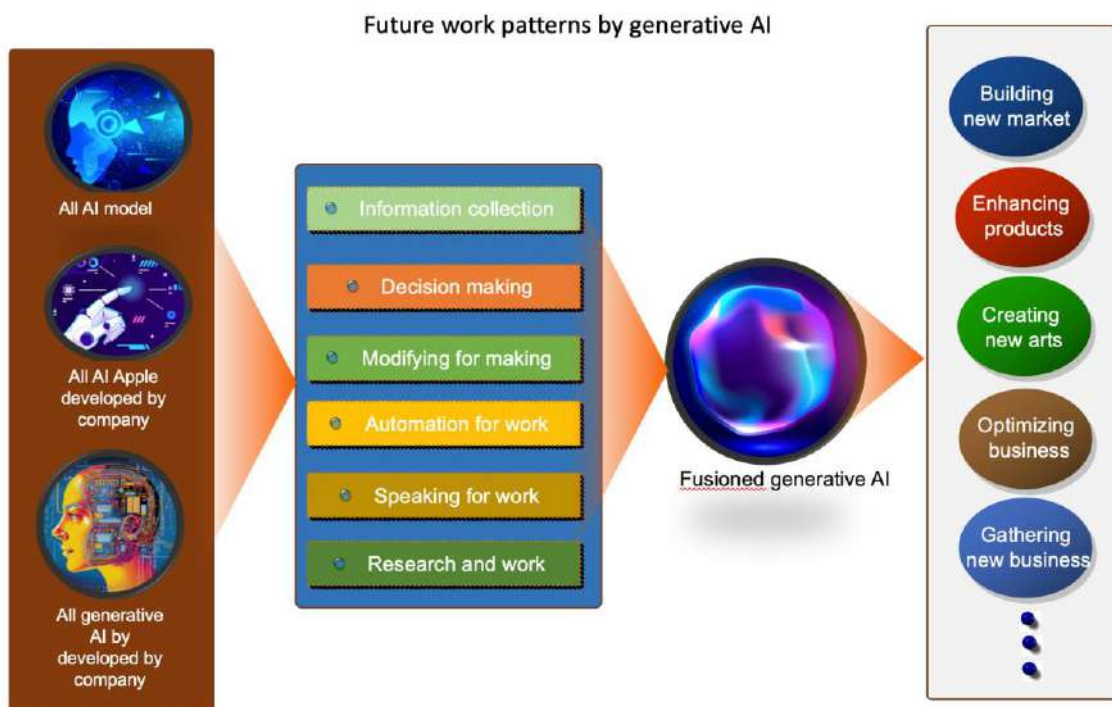 Future work patterns by generative AI
All AI model
All AI Apple
developed by
company
All generative
AI by
developed by
company
Information collection
Decision making
Modifying for making
Automation for work
Speaking for work
Research and work
Fusioned generative AI
Building
new market
Enhancing
products
Creating
new arts
Optimizing
business
Gathering
new business